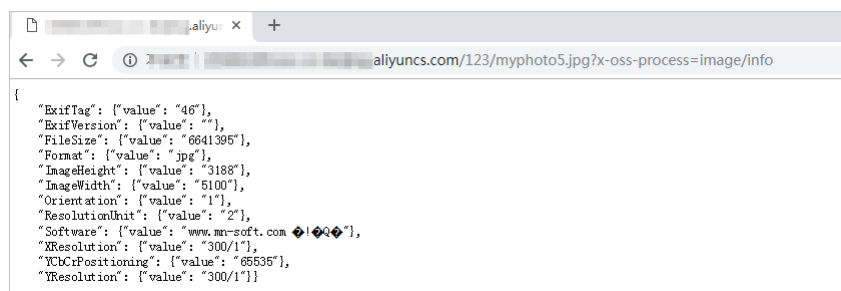 .aliyu
aliyuncs.com/123/myphoto5.jpg?x-oss-process=image/info
{
"ExifTag": {"value": "46"},
"ExifVersion": {"value": ""},
"FileSize": {"value": "6641395"},
"Format": {"value": "jpg"},
"ImageHeight": {"value": "3188"},
"ImageWidth": {"value": "5100"},
"Orientation": {"value": "1"},
"ResolutionUnit": {"value": "2"},
"Software": {"value": "www.mn-soft.com �!�Q�"},
"XResolution": {"value": "300/1"},
"YCbCrPositioning": {"value": "65535"},
"YResolution": {"value": "300/1"}}